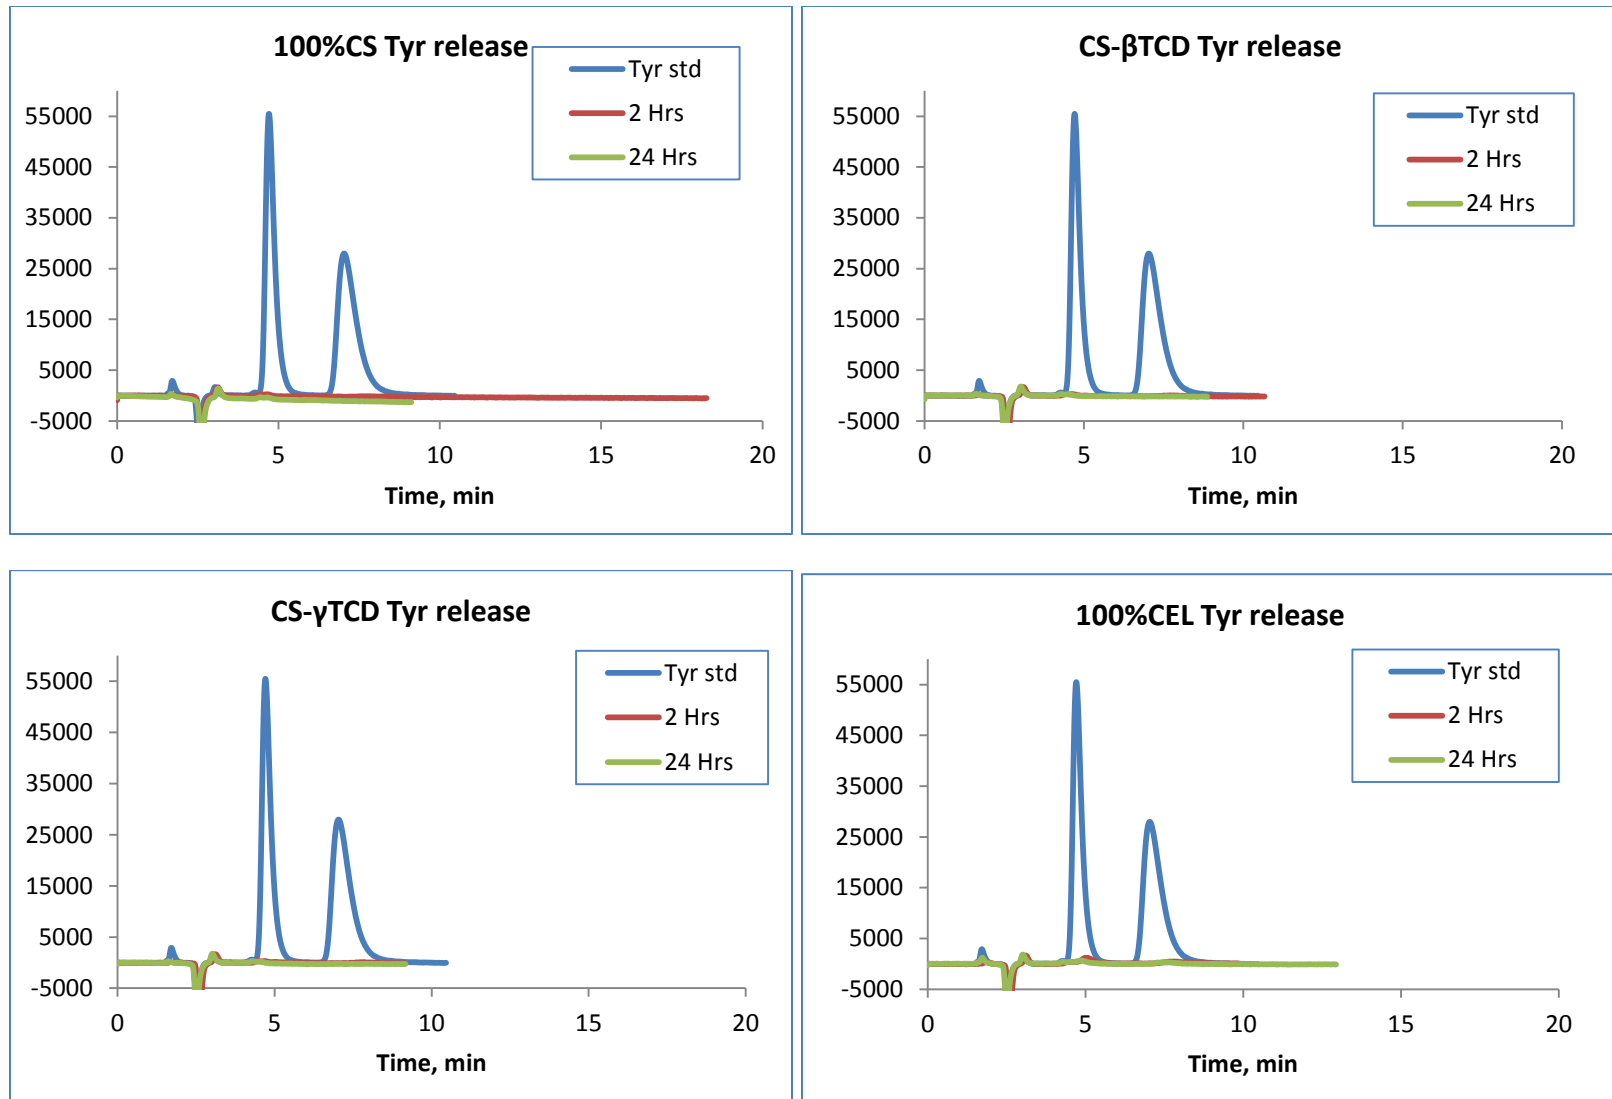 100%CS Tyr release
Tyr std
2 Hrs
24 Hrs
55000
45000
35000
25000
15000
5000
-5000
0 5 10 15 20
Time, min
CS-βTCD Tyr release
Tyr std
2 Hrs
24 Hrs
55000
45000
35000
25000
15000
5000
-5000
0 5 10 15 20
Time, min
CS-γTCD Tyr release
Tyr std
2 Hrs
24 Hrs
55000
45000
35000
25000
15000
5000
-5000
0 5 10 15 20
Time, min
100%CEL Tyr release
Tyr std
2 Hrs
24 Hrs
55000
45000
35000
25000
15000
5000
-5000
0 5 10 15 20
Time, min